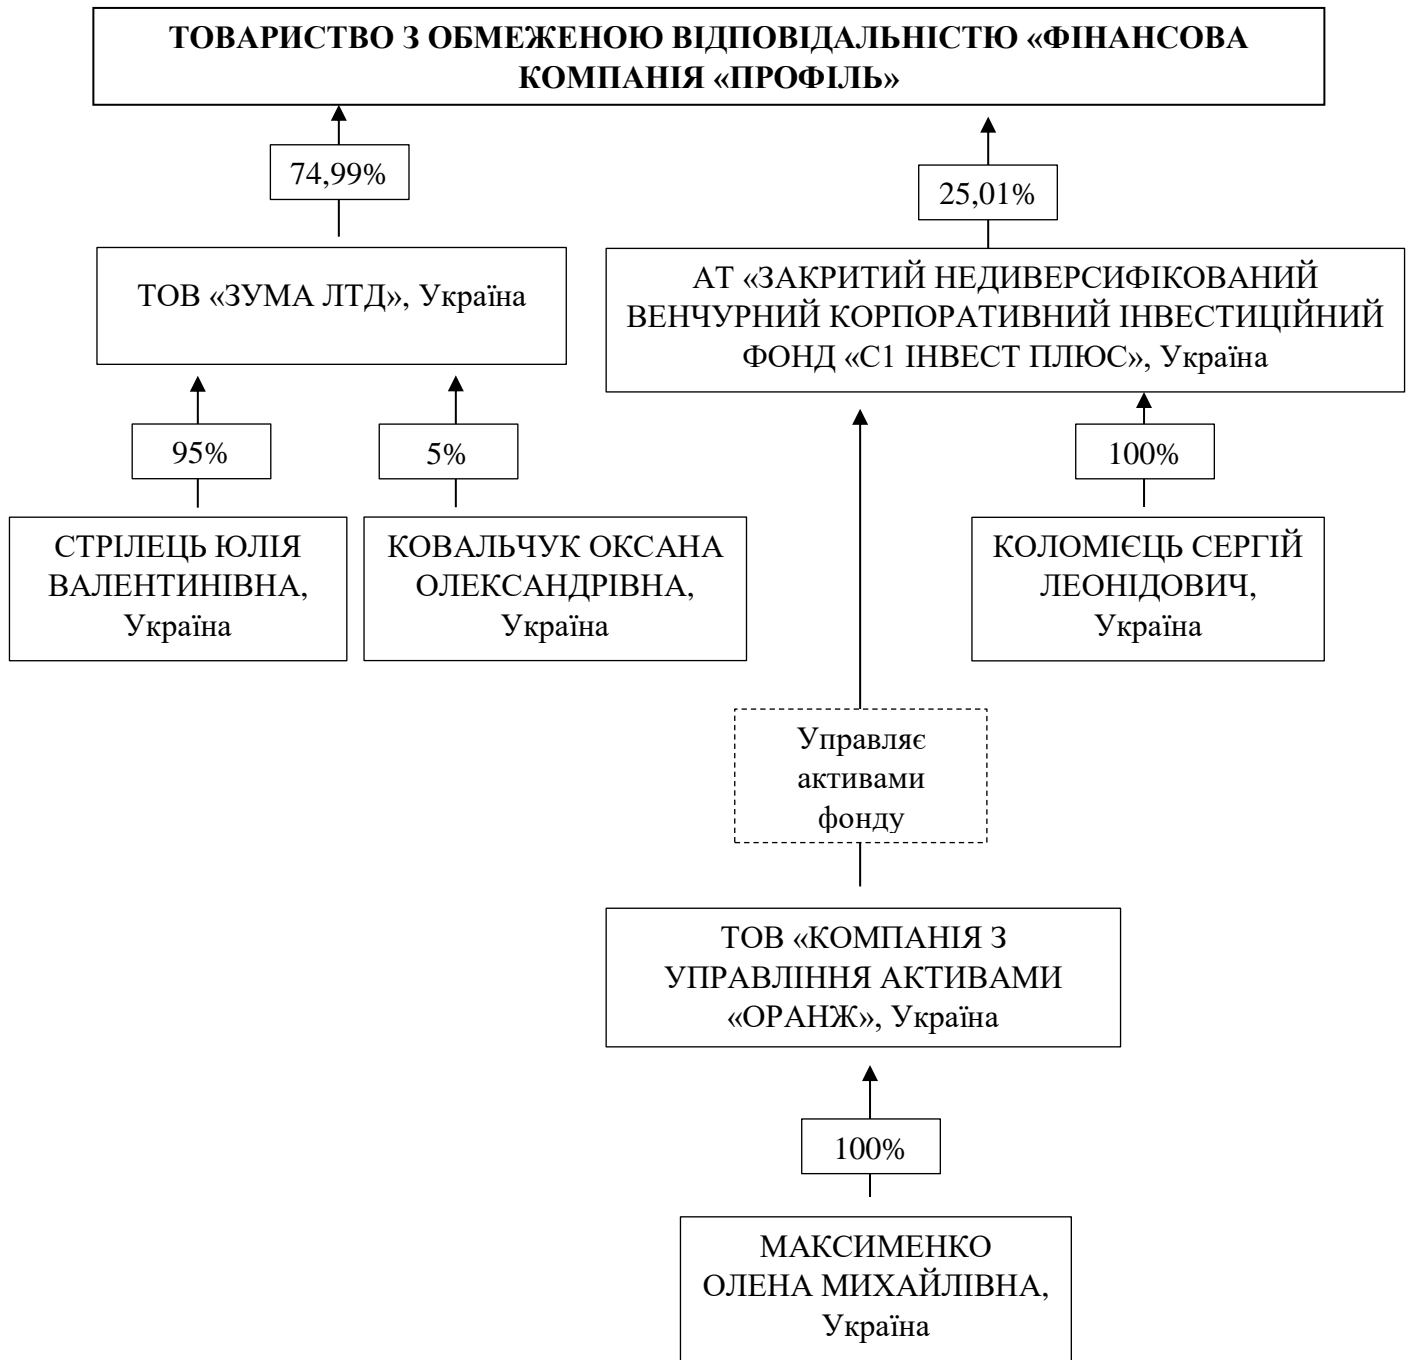 ТОВАРИСТВО З ОБМЕЖЕНОЮ ВІДПОВІДАЛЬНІСТЮ «ФІНАНСОВА
КОМПАНІЯ «ПРОФІЛЬ»
74,99%
25,01%
ТОВ «ЗУМА ЛТД», Україна
АТ «ЗАКРИТИЙ НЕДИВЕРСИФІКОВАНИЙ
ВЕНЧУРНИЙ КОРПОРАТИВНИЙ ІНВЕСТИЦІЙНИЙ
ФОНД «С1 ІНВЕСТ ПЛЮС», Україна
95%
5%
100%
СТРІЛЕЦЬ ЮЛІЯ
ВАЛЕНТИНІВНА,
Україна
КОВАЛЬЧУК ОКСАНА
ОЛЕКСАНДРІВНА,
Україна
КОЛОМІЄЦЬ СЕРГІЙ
ЛЕОНІДОВИЧ,
Україна
Управляє
активами
фонду
ТОВ «КОМПАНІЯ З
УПРАВЛІННЯ АКТИВАМИ
«ОРАНЖ», Україна
100%
МАКСИМЕНКО
ОЛЕНА МИХАЙЛІВНА,
Україна